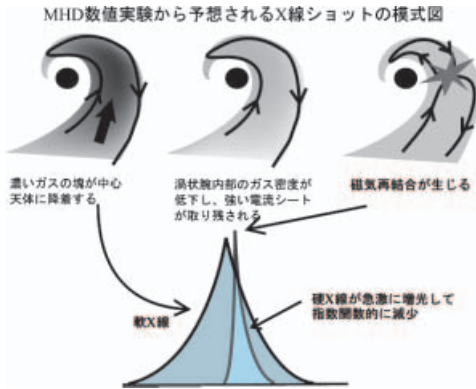 MHD数値実験から予想されるX線ショットの模式図
濃いガスの塊が中心
天体に降着する
渦状腕内部のガス密度が
低下し、強い電流シート
が取り残される
磁気再結合が生じる
軟X線
硬X線が急激に増光して
指数関数的に減少